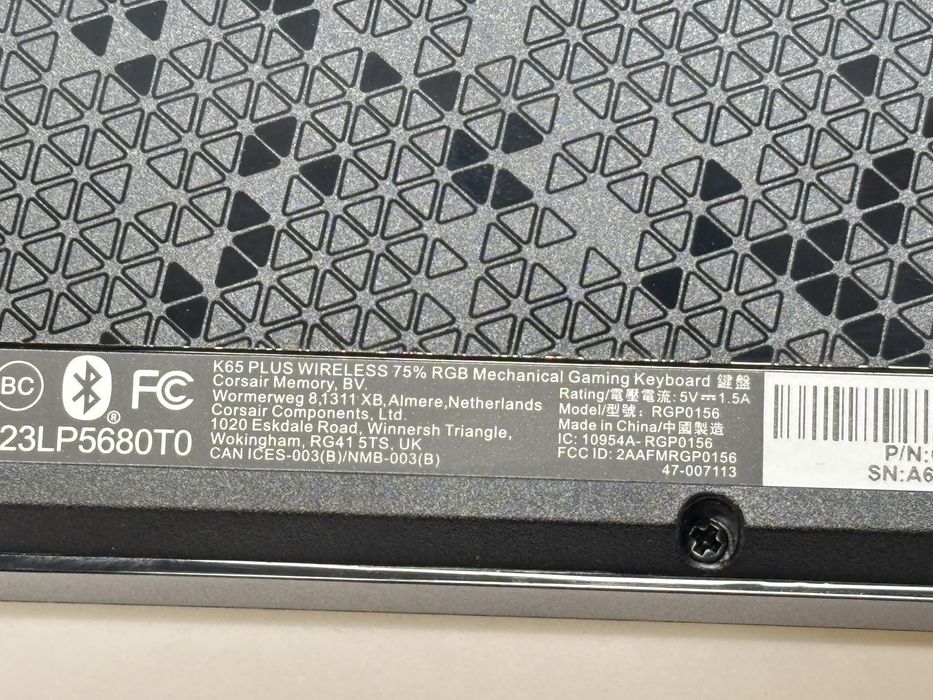 K65 PLUS WIRELESS 75% RGB Mechanical Gaming Keyboard 鍵盤
Corsair Memory, BV.
Wormerweg 8,1311 XB,Almere,Netherlands
Corsair Components, Ltd.
1020 Eskdale Road, Winnersh Triangle,
Wokingham, RG41 5TS, UK
CAN ICES-003(B)/NMB-003(B)
Rating/電壓電流: 5V⎓1.5A
Model/型號: RGP0156
Made in China/中國製造
IC: 10954A- RGP0156
FCC ID: 2AAFMRGP0156
47-007113
BC
®
FC
23LP5680T0
P/N:
SN:A6